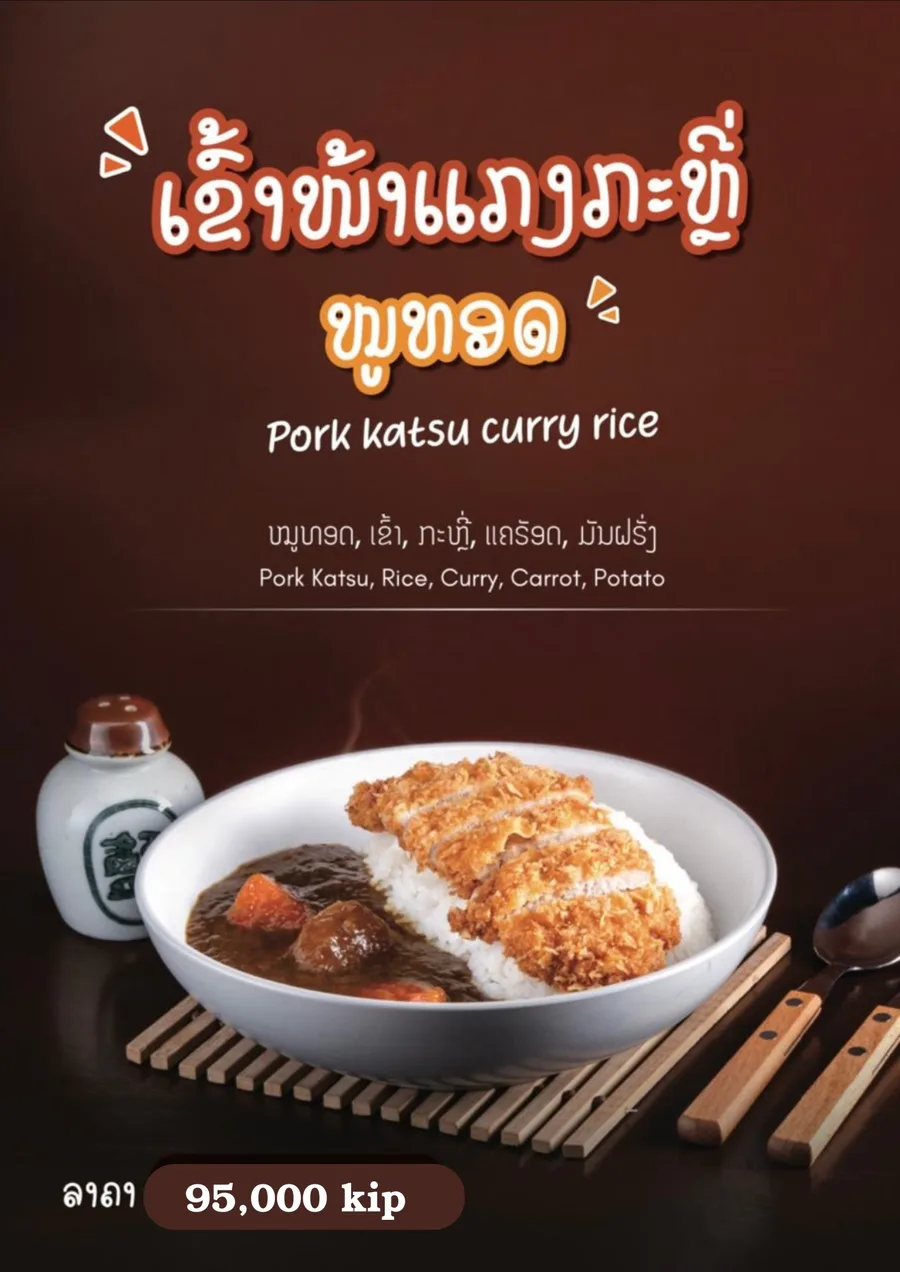 ເຂົ້າໜ້າແກງກະຫຼີ່
ໝູທອດ
Pork katsu curry rice
ໝູທອດ, ເຂົ້າ, ກະຫຼີ່, ແຄຣັອດ, ມັນຝຣັ່ງ
Pork Katsu, Rice, Curry, Carrot, Potato
ລາຄາ 95,000 kip